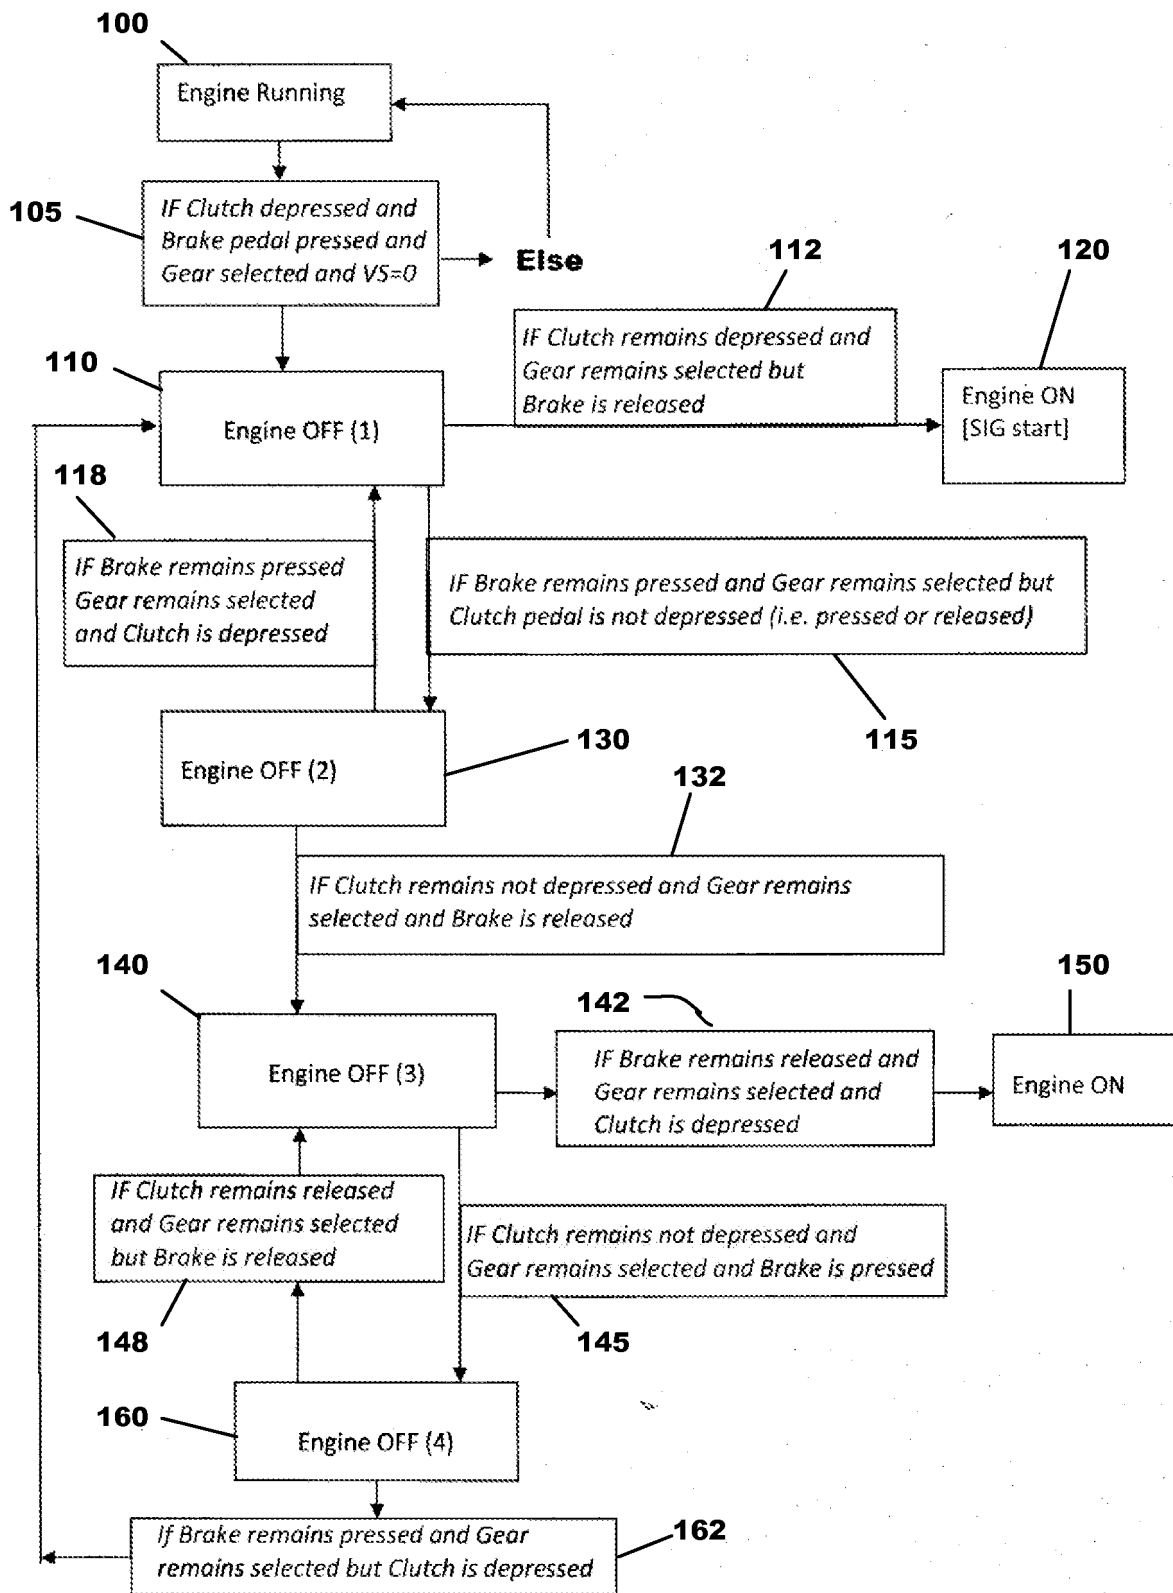 100
Engine Running
105
IF Clutch depressed and
Brake pedal pressed and
Gear selected and VS=0
Else
112
120
IF Clutch remains depressed and
Gear remains selected but
Brake is released
110
Engine OFF (1)
Engine ON
[SIG start]
118
IF Brake remains pressed
Gear remains selected
and Clutch is depressed
IF Brake remains pressed and Gear remains selected but
Clutch pedal is not depressed (i.e. pressed or released)
115
130
Engine OFF (2)
132
IF Clutch remains not depressed and Gear remains
selected and Brake is released
140
142
150
Engine OFF (3)
IF Brake remains released and
Gear remains selected and
Clutch is depressed
Engine ON
IF Clutch remains released
and Gear remains selected
but Brake is released
IF Clutch remains not depressed and
Gear remains selected and Brake is pressed
148
145
160
Engine OFF (4)
If Brake remains pressed and Gear
remains selected but Clutch is depressed
162